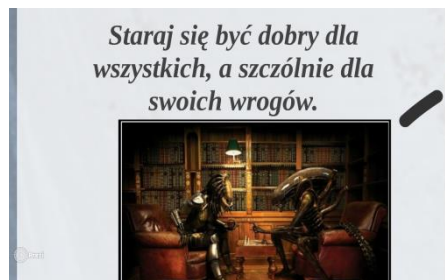 Staraj się być dobry dla
wszystkich, a szczólnie dla
swoich wrogów.